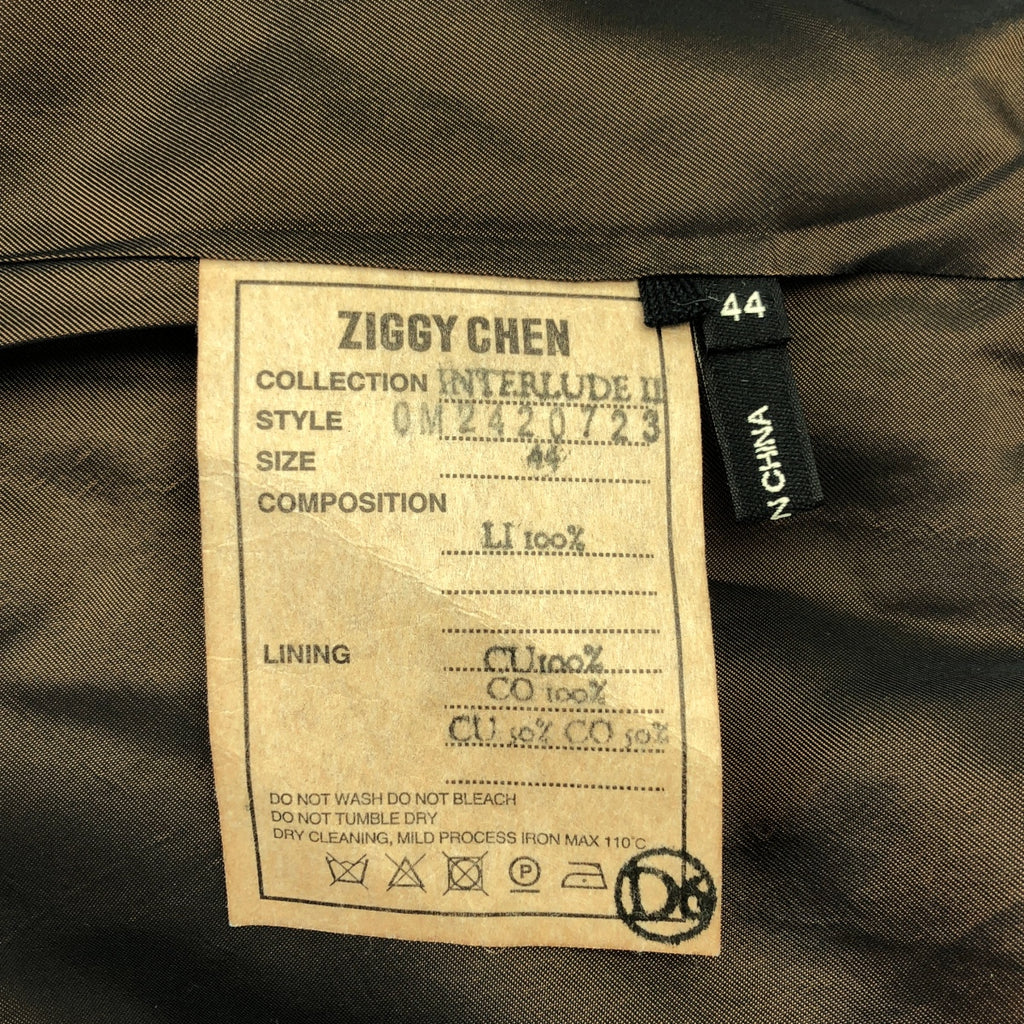 ZIGGY CHEN
COLLECTION INTERLUDE II
STYLE 0M2420723
SIZE 44
COMPOSITION
LI 100%
LINING CU 100%
CO 100%
CU 50% CO 50%
DO NOT WASH DO NOT BLEACH
DO NOT TUMBLE DRY
DRY CLEANING, MILD PROCESS IRON MAX 110°C
P
44
N CHINA